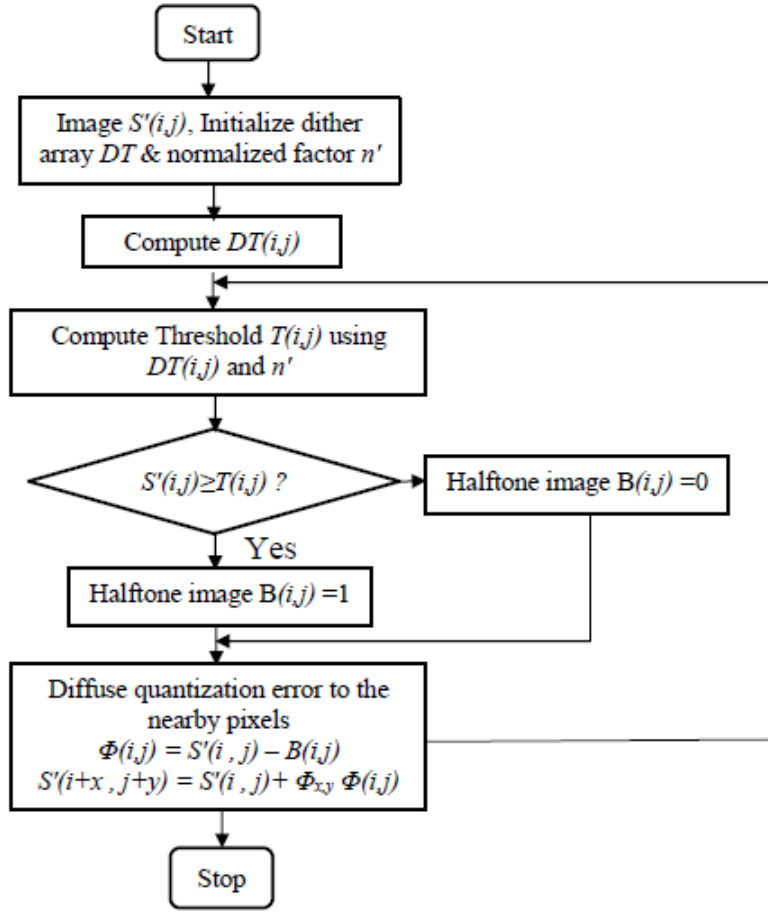 Start
Image S'(i,j), Initialize dither
array DT & normalized factor n'
Compute DT(i,j)
Compute Threshold T(i,j) using
DT(i,j) and n'
S'(i,j)≥T(i,j) ?
Halftone image B(i,j) =0
Yes
Halftone image B(i,j) =1
Diffuse quantization error to the
nearby pixels
Φ(i,j) = S'(i , j) – B(i,j)
S'(i+x , j+y) = S'(i , j)+ Φx,y Φ(i,j)
Stop